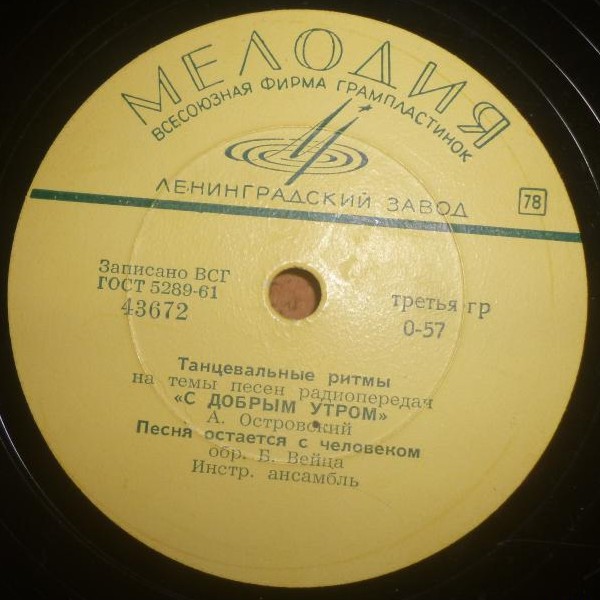 МЕЛОДИЯ
ВСЕСОЮЗНАЯ ФИРМА ГРАМПЛАСТИНОК
ЛЕНИНГРАДСКИЙ ЗАВОД
78
Записано ВСГ
ГОСТ 5289-61
43672
третья гр
0-57
Танцевальные ритмы
на темы песен радиопередач
«С ДОБРЫМ УТРОМ»
А. Островский
Песня остается с человеком
обр. Б. Вейца
Инстр. ансамбль